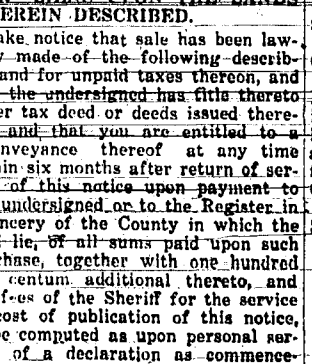 EREIN DESCRIBED.
ake notice that sale has been law-
y made of the following describ-
and for unpaid taxes thereon, and
the undersigned has title thereto
er tax deed or deeds issued there-
and that you are entitled to a
nveyance thereof at any time
in six months after return of ser-
of this notice upon payment to
undersigned or to the Register in
ncery of the County in which the
lie, of all sums paid upon such
chase, together with one hundred
centum additional thereto, and
fees of the Sheriff for the service
cost of publication of this notice,
e computed as upon personal ser-
of a declaration as commence-